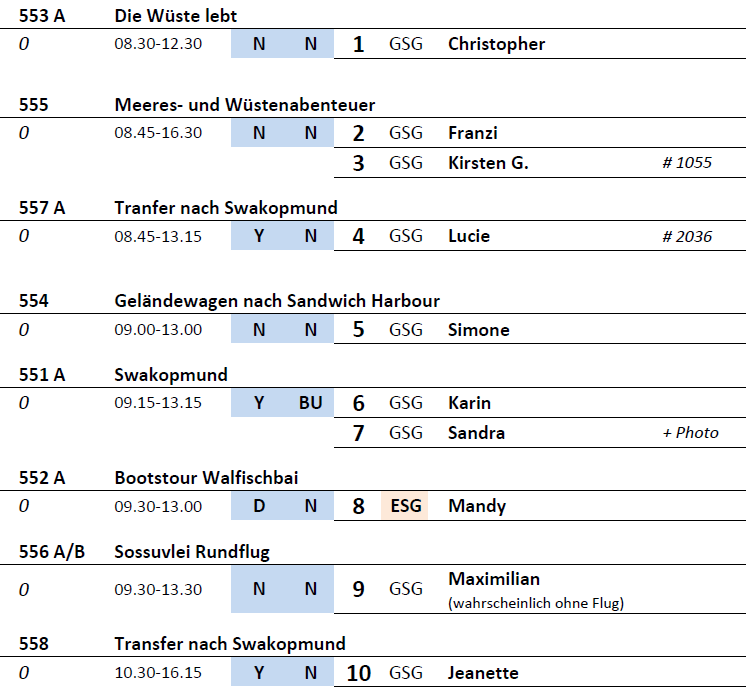 553 A Die Wüste lebt
0 08.30-12.30 N N 1 GSG Christopher
555 Meeres- und Wüstenabenteuer
0 08.45-16.30 N N 2 GSG Franzi
3 GSG Kirsten G. # 1055
557 A Tranfer nach Swakopmund
0 08.45-13.15 Y N 4 GSG Lucie # 2036
554 Geländewagen nach Sandwich Harbour
0 09.00-13.00 N N 5 GSG Simone
551 A Swakopmund
0 09.15-13.15 Y BU 6 GSG Karin
7 GSG Sandra + Photo
552 A Bootstour Walfischbai
0 09.30-13.00 D N 8 ESG Mandy
556 A/B Sossuvlei Rundflug
0 09.30-13.30 N N 9 GSG Maximilian
(wahrscheinlich ohne Flug)
558 Transfer nach Swakopmund
0 10.30-16.15 Y N 10 GSG Jeanette